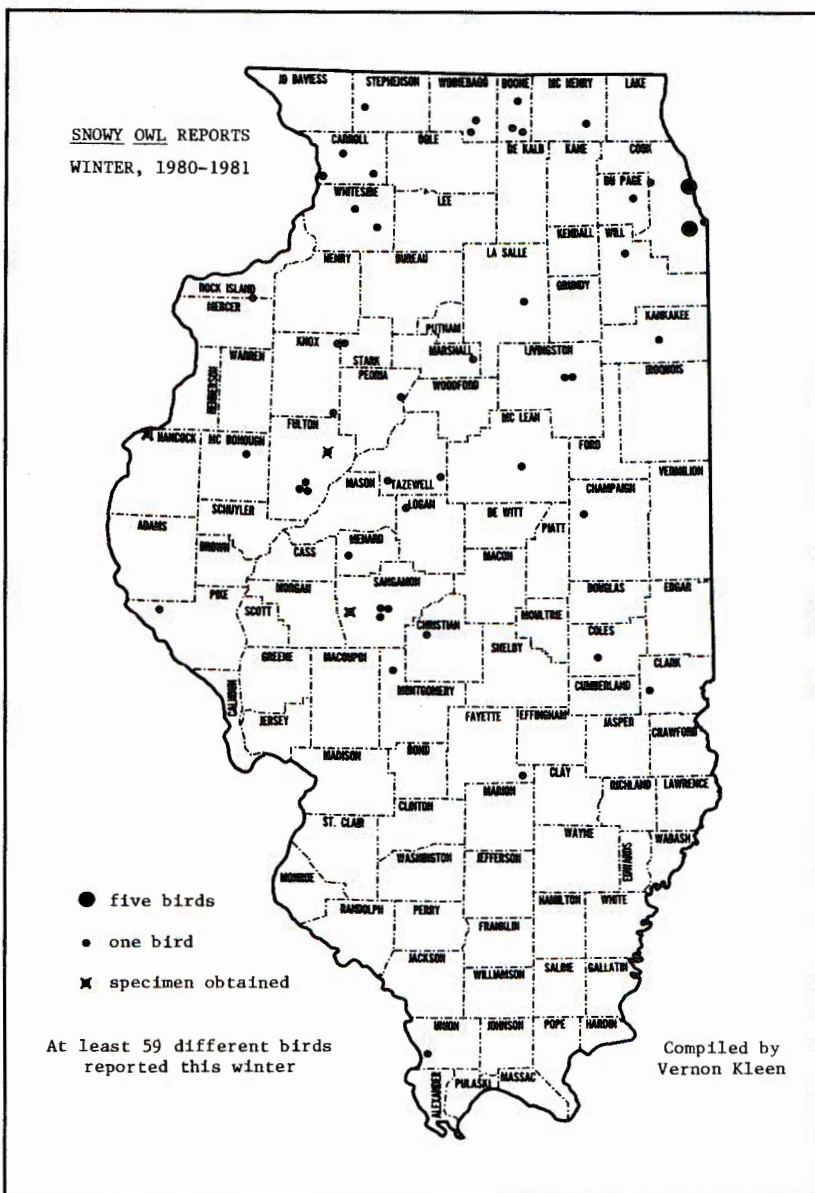 JO DAVIESS STEPHENSON WINNEBAGO BOONE MC HENRY LAKE
SNOWY OWL REPORTS
WINTER, 1980-1981
CARROLL OGLE DE KALB KANE COOK
DU PAGE
WHITESIDE LEE
KENDALL WILL
HENRY BUREAU LA SALLE
GRUNDY
ROCK ISLAND
MERCER
KANKAKEE
PUTNAM
KNOX STARK MARSHALL LIVINGSTON
WARREN PEORIA IROQUOIS
HENDERSON WOODFORD
MC LEAN
FULTON
HANCOCK MC DONOUGH FORD
VERMILION
MASON TAZEWELL CHAMPAIGN
LOGAN
SCHUYLER DE WITT
ADAMS PIATT
MENARD
BROWN CASS MACON
SANGAMON
PIKE MORGAN DOUGLAS EDGAR
SCOTT MOULTRIE
CHRISTIAN COLES
SHELBY
GREENE MACOUPIN CLARK
CALHOUN MONTGOMERY CUMBERLAND
JERSEY FAYETTE EFFINGHAM JASPER
CRAWFORD
MADISON BOND
CLAY
MARION RICHLAND LAWRENCE
CLINTON
ST. CLAIR WAYNE
WABASH
WASHINGTON JEFFERSON EDWARDS
MONROE
five birds
RANDOLPH PERRY HAMILTON WHITE
FRANKLIN
one bird
JACKSON
SALINE GALLATIN
WILLIAMSON
specimen obtained
UNION JOHNSON POPE HARDIN
At least 59 different birds
reported this winter
Compiled by
Vernon Kleen
ALEXANDER PULASKI MASSAC